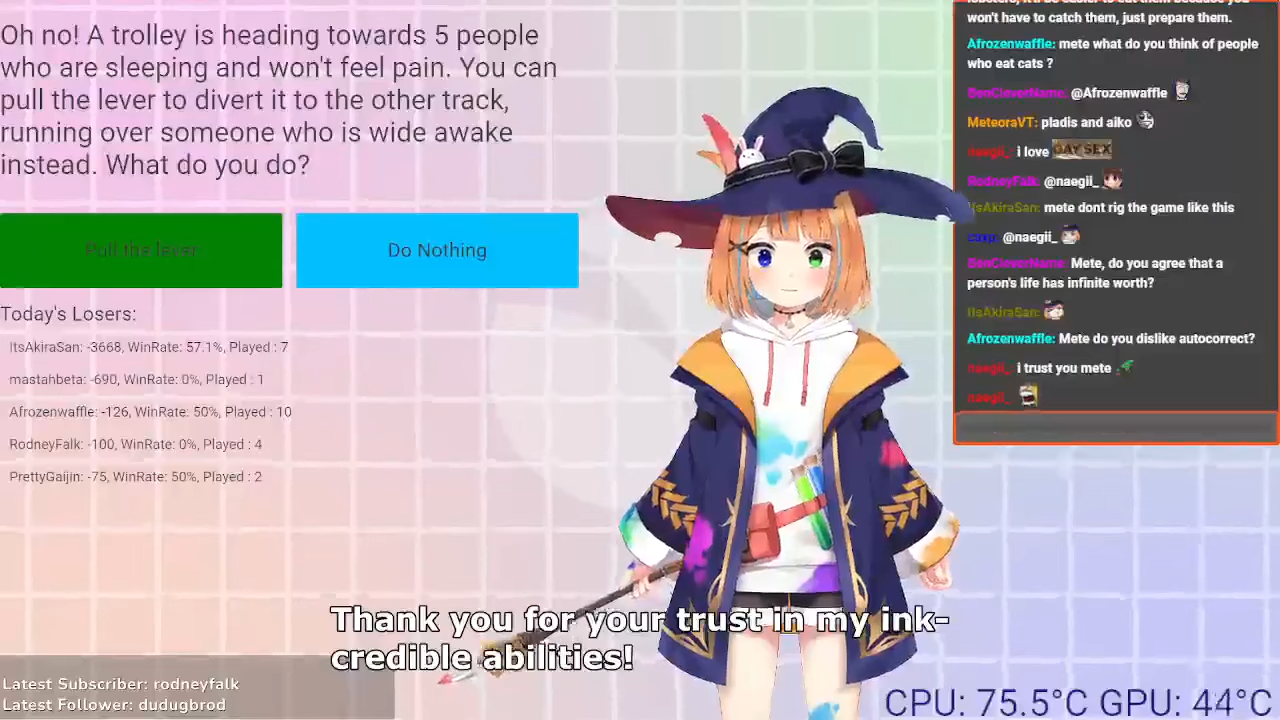 Oh no! A trolley is heading towards 5 people
who are sleeping and won't feel pain. You can
pull the lever to divert it to the other track,
running over someone who is wide awake
instead. What do you do?
Pull the lever
Do Nothing
Today's Losers:
ItsAkiraSan: -3668, WinRate: 57.1%, Played : 7
mastahbeta: -690, WinRate: 0%, Played : 1
Afrozenwaffle: -126, WinRate: 50%, Played : 10
RodneyFalk: -100, WinRate: 0%, Played : 4
PrettyGaijin: -75, WinRate: 50%, Played : 2
won't have to catch them, just prepare them.
Afrozenwaffle: mete what do you think of people
who eat cats ?
BenCleverName: @Afrozenwaffle
MeteoraVT: pladis and aiko
naegii_: i love GAY SEX
RodneyFalk: @naegii_
ItsAkiraSan: mete dont rig the game like this
@naegii_
BenCleverName: Mete, do you agree that a
person's life has infinite worth?
ItsAkiraSan:
Afrozenwaffle: Mete do you dislike autocorrect?
naegii_: i trust you mete
naegii_:
Thank you for your trust in my ink-
credible abilities!
Latest Subscriber: rodneyfalk
Latest Follower: dudugbrod
CPU: 75.5°C GPU: 44°C